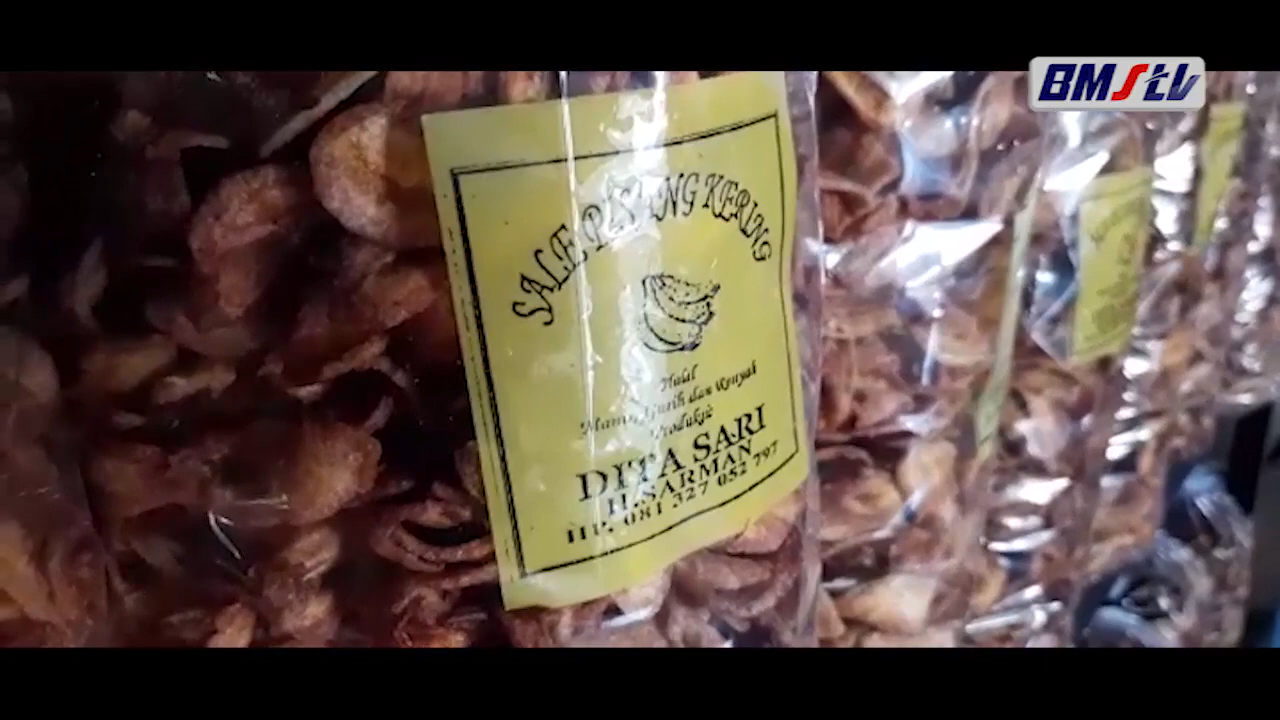 BMStv
SALE PISANG KERING
Halal
Manis, Gurih dan Renyah
Produksi:
DITA SARI
H. SARMAN
HP. 081 327 052 797